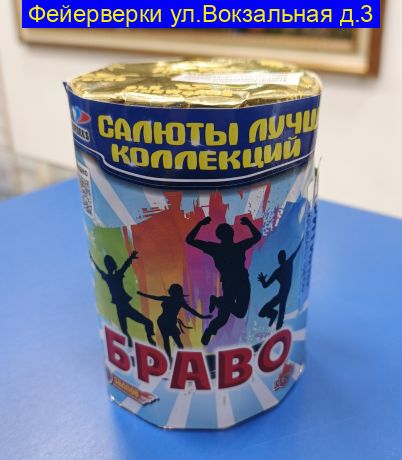 Фейерверки ул.Вокзальная д.3
САЛЮТЫ ЛУЧШ
КОЛЛЕКЦИЙ
БРАВО